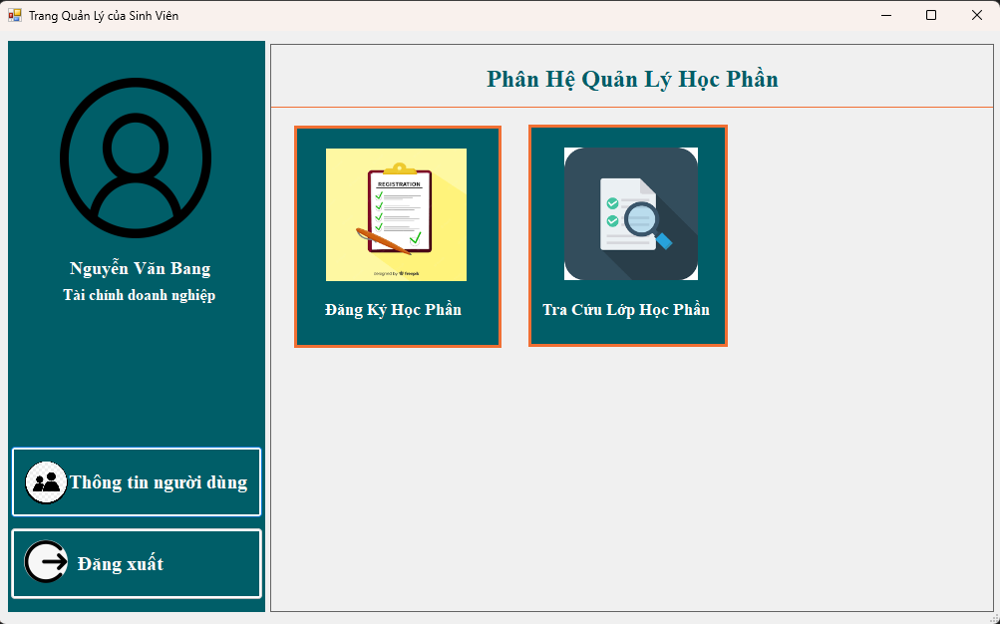 Trang Quản Lý của Sinh Viên
Phân Hệ Quản Lý Học Phần
Nguyễn Văn Bang
Tài chính doanh nghiệp
REGISTRATION
designed by freepik
Đăng Ký Học Phần
Tra Cứu Lớp Học Phần
Thông tin người dùng
Đăng xuất